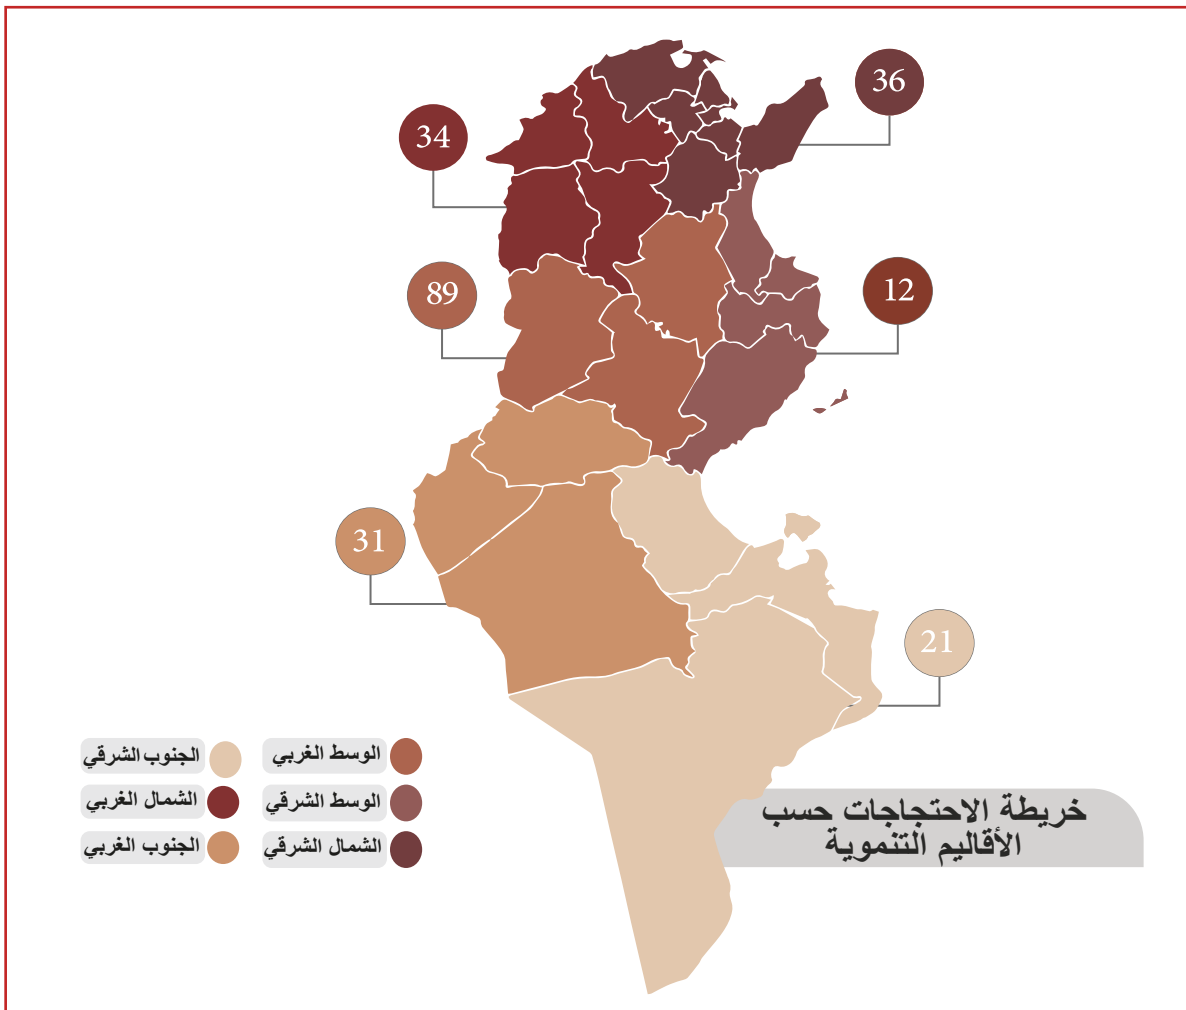 36
34
89
12
31
21
الوسط الغربي
الجنوب الشرقي
الوسط الشرقي
الشمال الغربي
الشمال الشرقي
الجنوب الغربي
خريطة الاحتجاجات حسب
الأقاليم التنموية